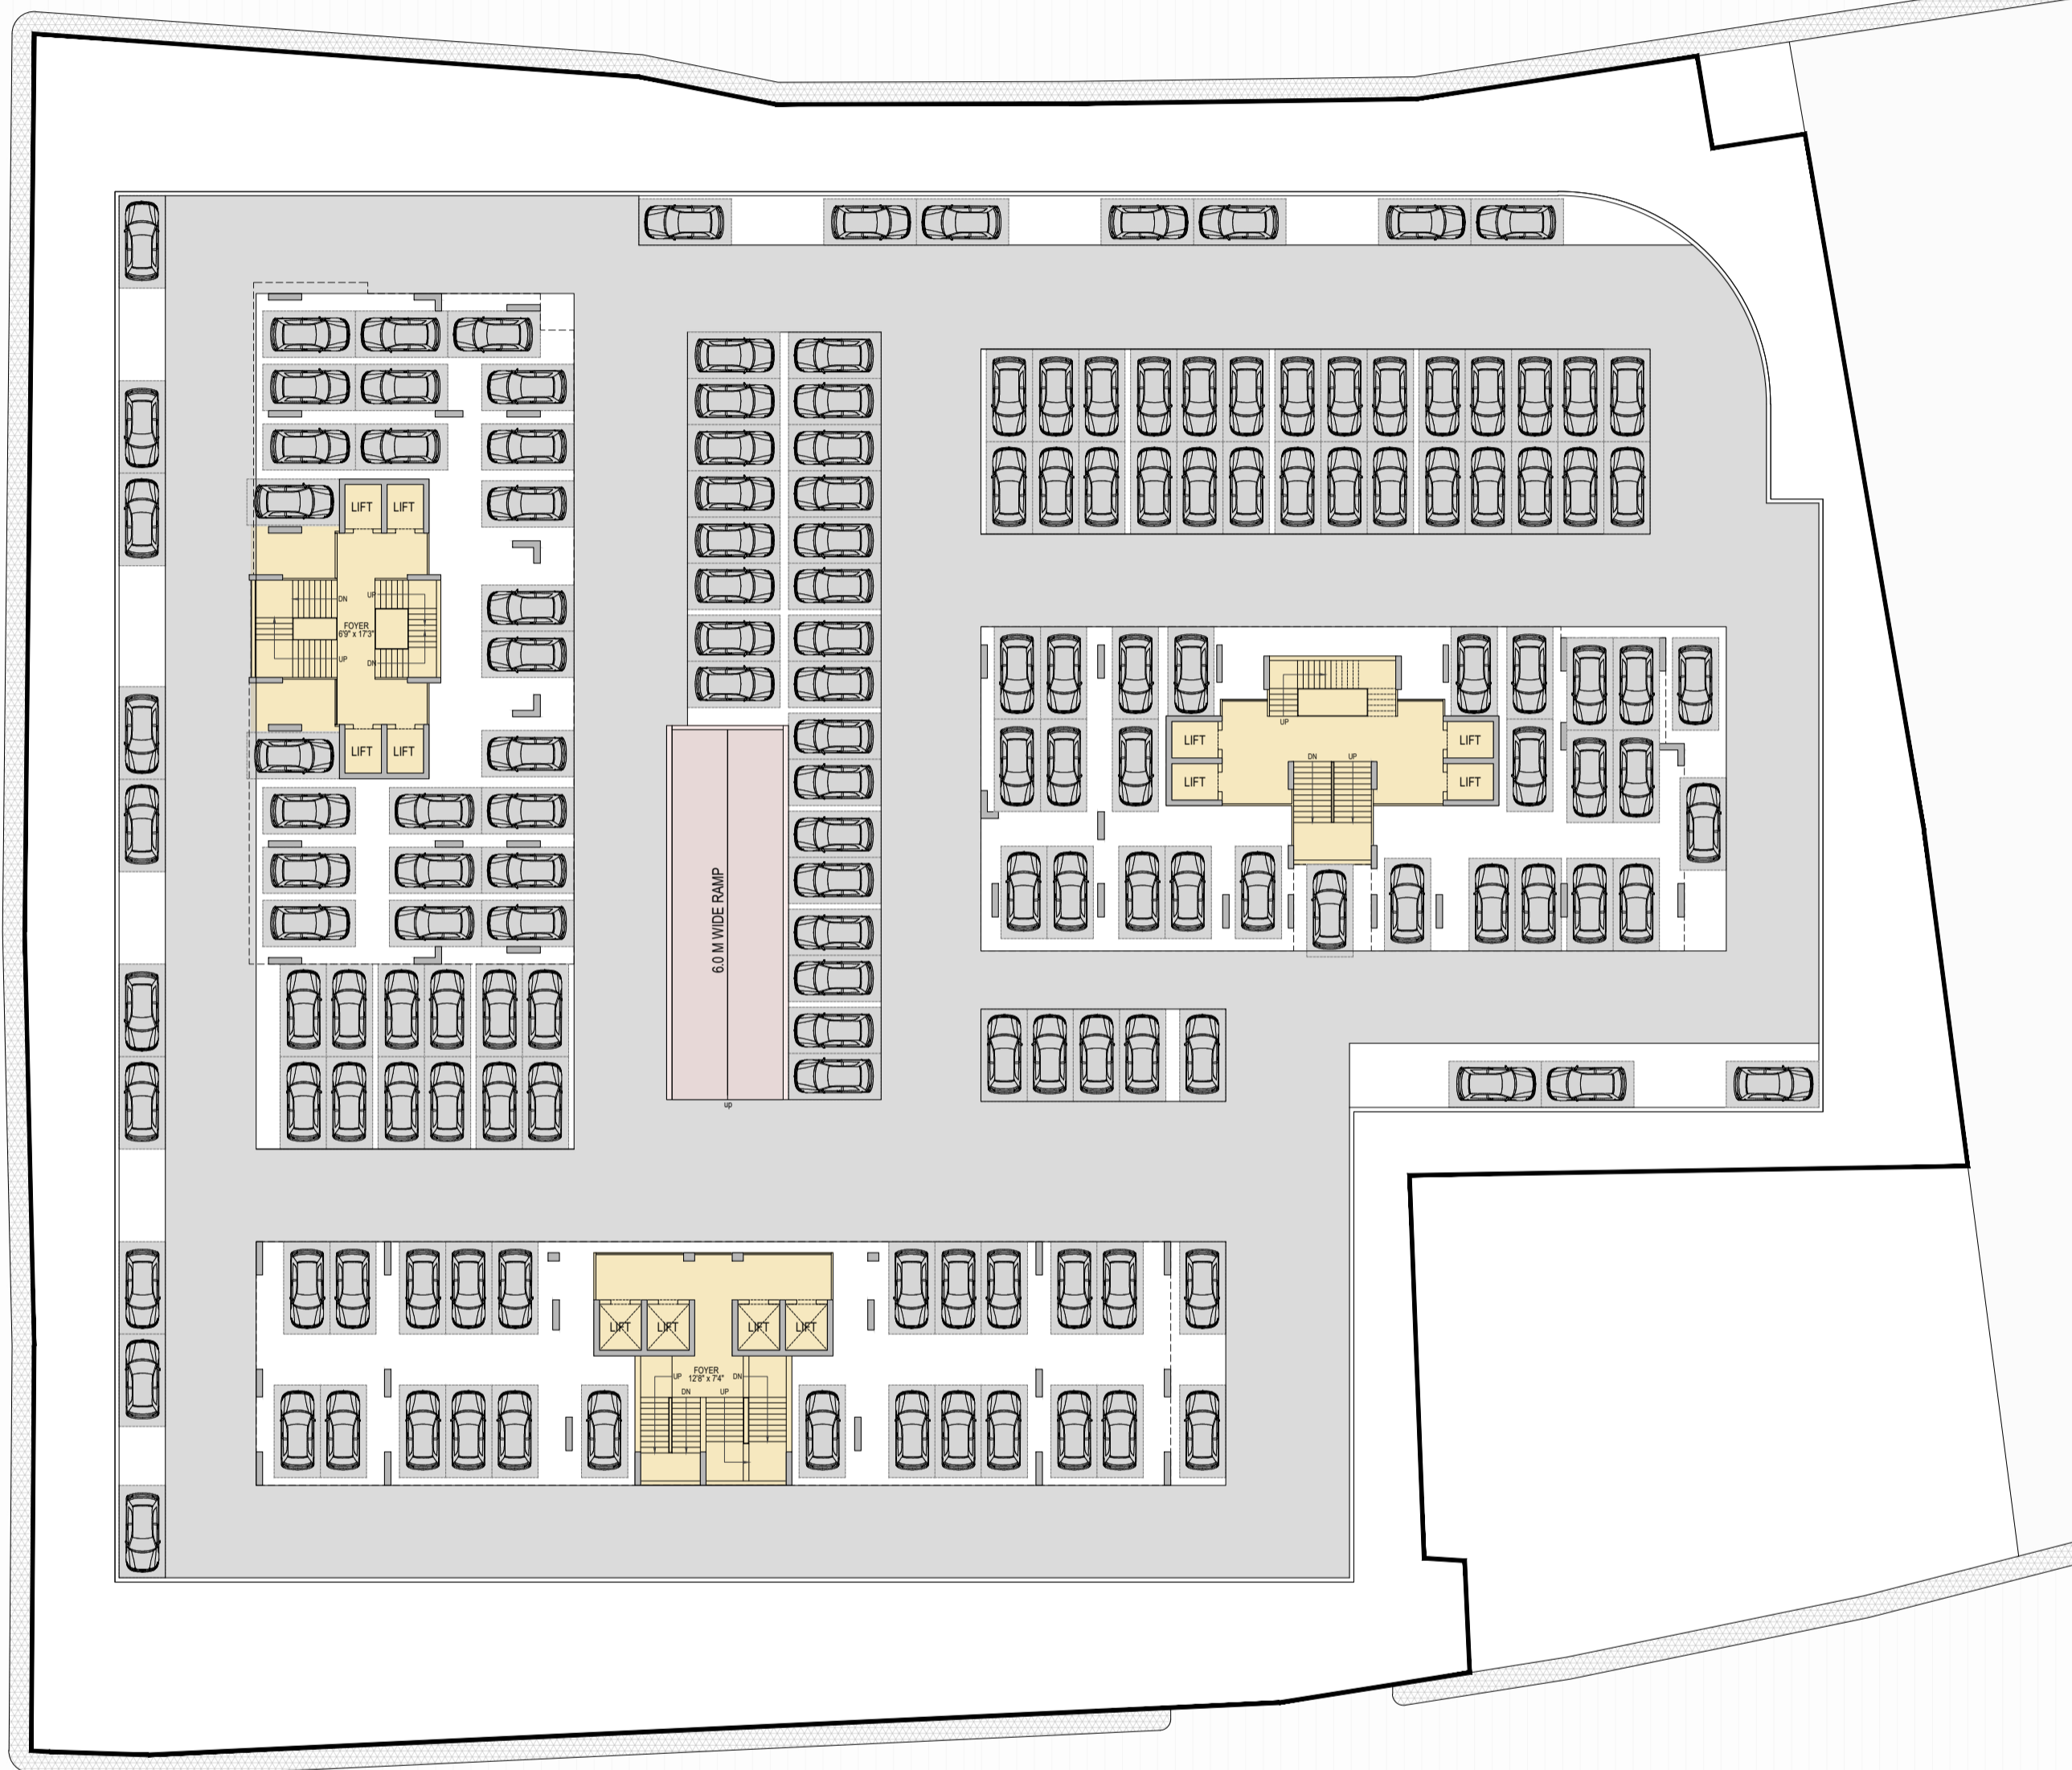 LIFT LIFT
DN UP
FOYER
6'9" x 17'3"
UP DN
LIFT LIFT
6.0 M WIDE RAMP
up
UP
LIFT LIFT
DN UP
LIFT LIFT
LIFT LIFT LIFT LIFT
FOYER
12'8" x 7'4"
UP DN
DN UP